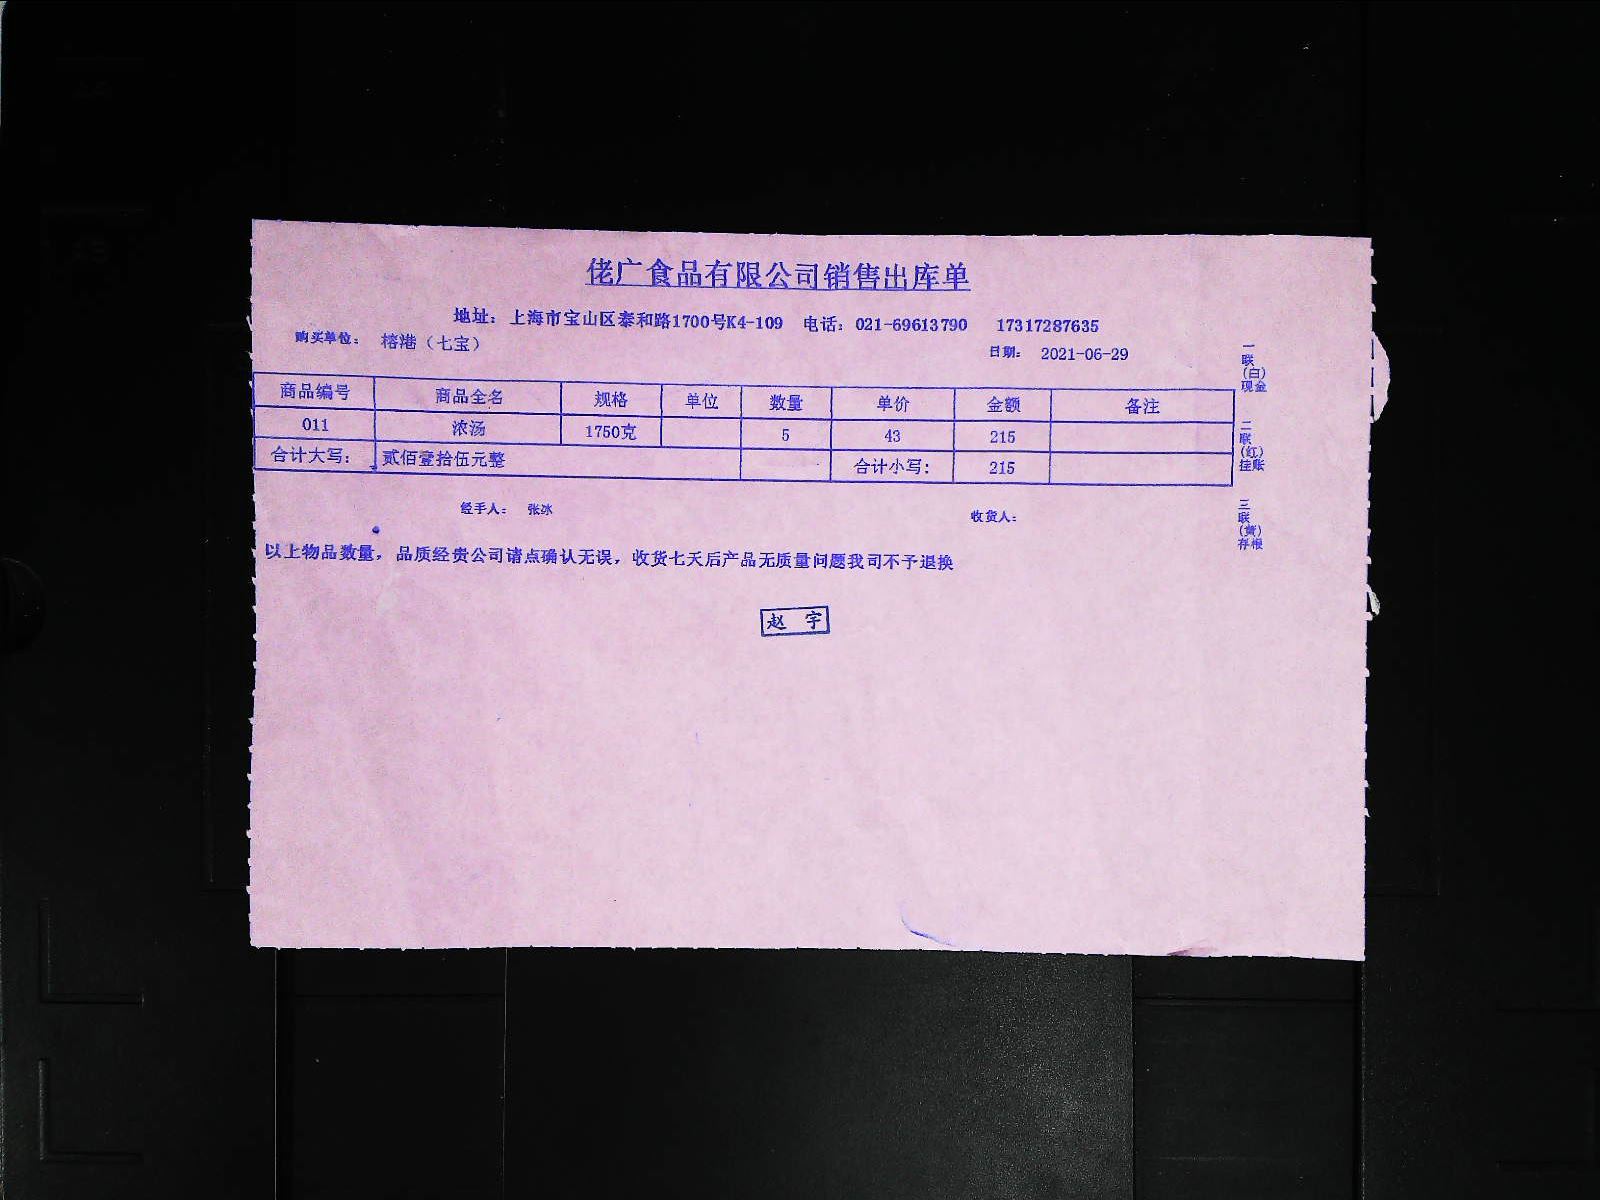 佬广食品有限公司销售出库单
地址：上海市宝山区泰和路1700号K4-109 电话：021-69613790 17317287635
购买单位： 榕港（七宝）
日期： 2021-06-29
商品编号 商品全名 规格 单位 数量 单价 金额 备注
011 浓汤 1750克 5 43 215
合计大写： 贰佰壹拾伍元整 合计小写： 215
经手人： 张冰 收货人：
以上物品数量，品质经贵公司请点确认无误，收货七天后产品无质量问题我司不予退换
赵 宇
一联(白)现金
二联(红)挂账
三联(黄)存根